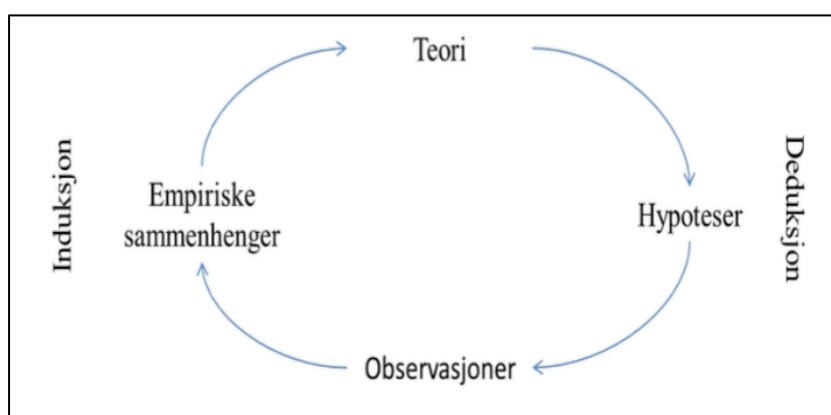 Teori
Induksjon
Deduksjon
Empiriske
sammenhenger
Hypoteser
Observasjoner